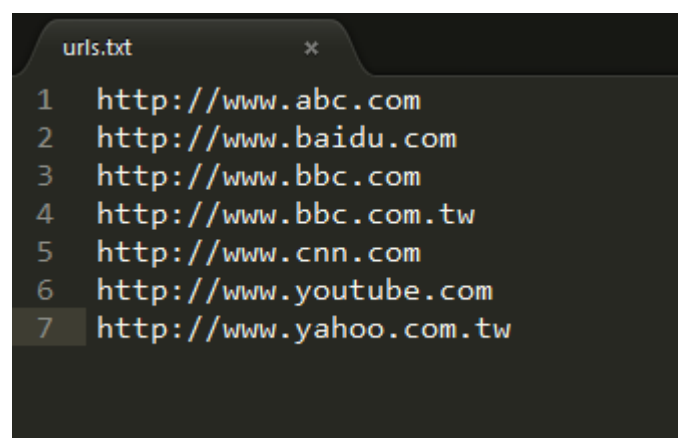 urls.txt ×
1 http://www.abc.com
2 http://www.baidu.com
3 http://www.bbc.com
4 http://www.bbc.com.tw
5 http://www.cnn.com
6 http://www.youtube.com
7 http://www.yahoo.com.tw